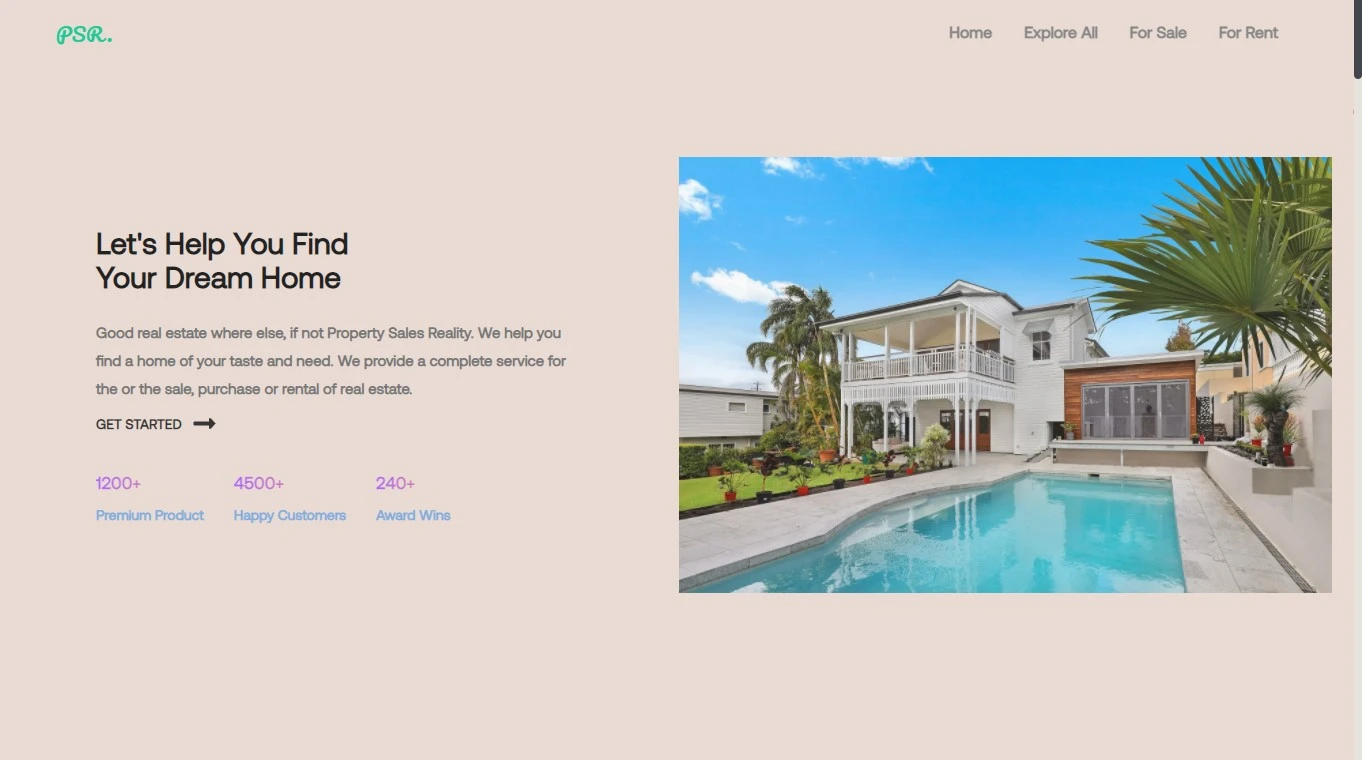 PSR.
Home
Explore All
For Sale
For Rent
Let's Help You Find
Your Dream Home
Good real estate where else, if not Property Sales Reality. We help you
find a home of your taste and need. We provide a complete service for
the or the sale, purchase or rental of real estate.
GET STARTED
1200+
4500+
240+
Premium Product
Happy Customers
Award Wins